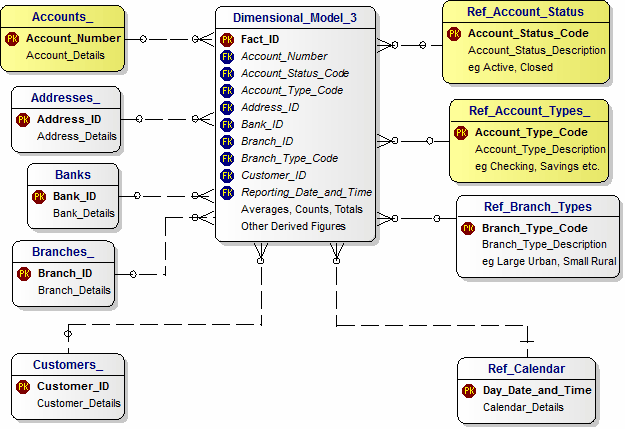 Accounts_
PK Account_Number
Account_Details
Addresses_
PK Address_ID
Address_Details
Banks
PK Bank_ID
Bank_Details
Branches_
PK Branch_ID
Branch_Details
Customers_
PK Customer_ID
Customer_Details
Dimensional_Model_3
PK Fact_ID
FK Account_Number
FK Account_Status_Code
FK Account_Type_Code
FK Address_ID
FK Bank_ID
FK Branch_ID
FK Branch_Type_Code
FK Customer_ID
FK Reporting_Date_and_Time
Averages, Counts, Totals
Other Derived Figures
Ref_Account_Status
PK Account_Status_Code
Account_Status_Description
eg Active, Closed
Ref_Account_Types_
PK Account_Type_Code
Account_Type_Description
eg Checking, Savings etc.
Ref_Branch_Types
PK Branch_Type_Code
Branch_Type_Description
eg Large Urban, Small Rural
Ref_Calendar
PK Day_Date_and_Time
Calendar_Details